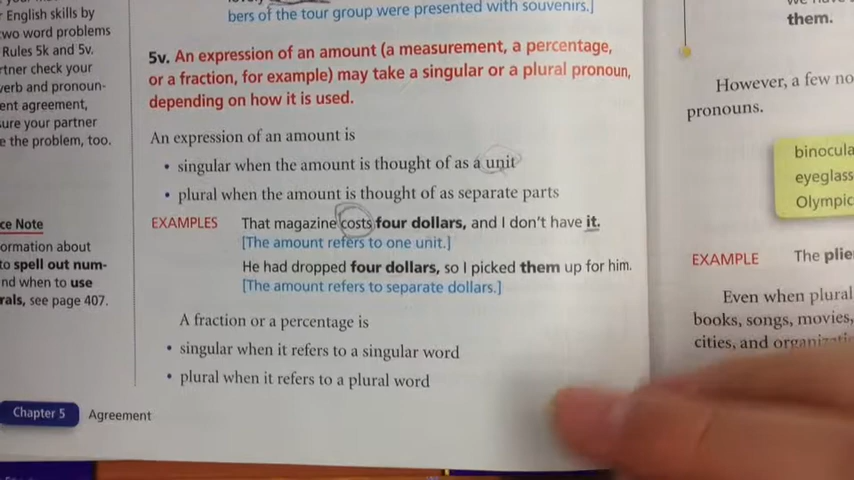 English skills by
two word problems
Rules 5k and 5v.
rtner check your
verb and pronoun-
ent agreement,
sure your partner
e the problem, too.
ce Note
ormation about
to spell out num-
nd when to use
rals, see page 407.
bers of the tour group were presented with souvenirs.]
5v. An expression of an amount (a measurement, a percentage,
or a fraction, for example) may take a singular or a plural pronoun,
depending on how it is used.
An expression of an amount is
• singular when the amount is thought of as a unit
• plural when the amount is thought of as separate parts
EXAMPLES That magazine costs four dollars, and I don't have it.
[The amount refers to one unit.]
He had dropped four dollars, so I picked them up for him.
[The amount refers to separate dollars.]
A fraction or a percentage is
• singular when it refers to a singular word
• plural when it refers to a plural word
Chapter 5 Agreement
them.
However, a few no
pronouns.
binocula
eyeglass
Olympic
EXAMPLE The plie
Even when plural
books, songs, movies,
cities, and organizati